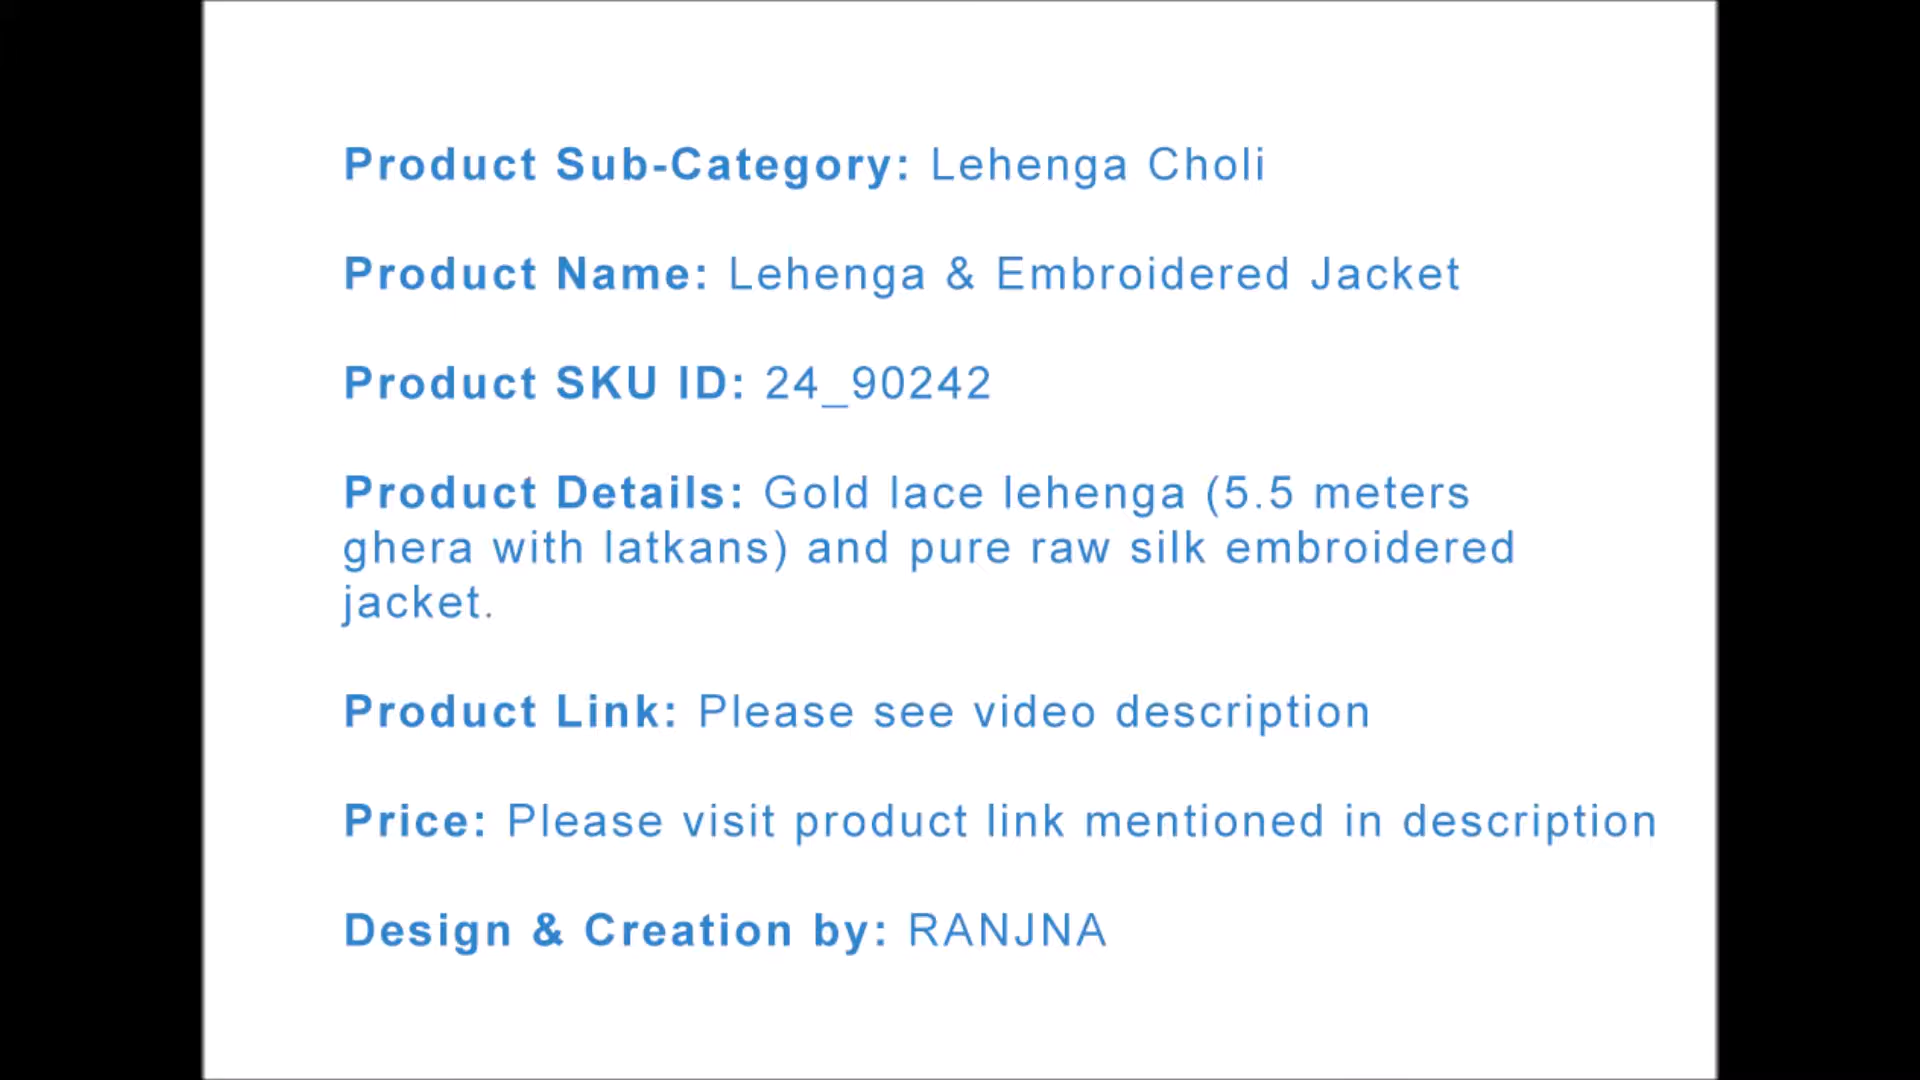 Product Sub-Category: Lehenga Choli
Product Name: Lehenga & Embroidered Jacket
Product SKU ID: 24_90242
Product Details: Gold lace lehenga (5.5 meters
ghera with latkans) and pure raw silk embroidered
jacket.
Product Link: Please see video description
Price: Please visit product link mentioned in description
Design & Creation by: RANJNA